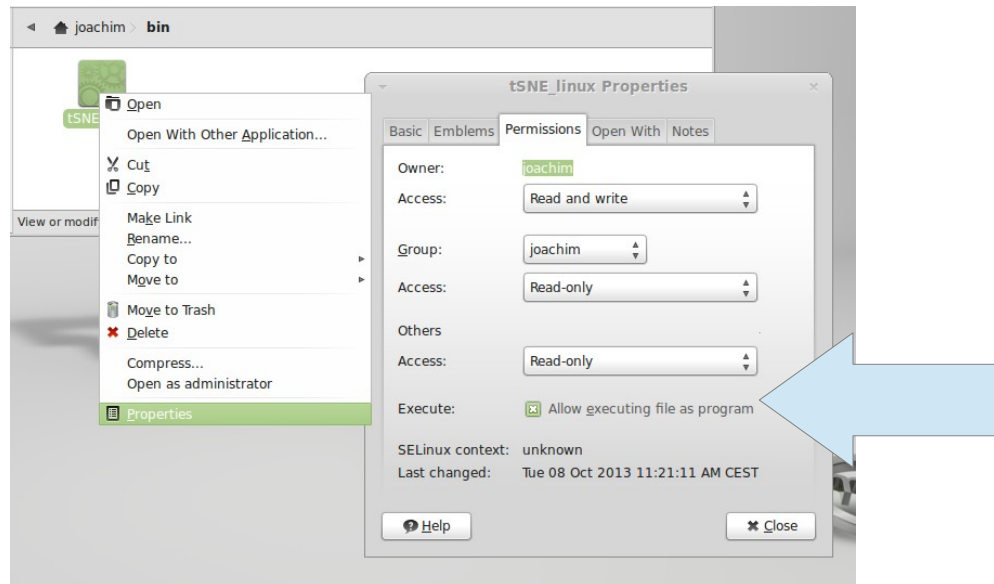 joachim bin
tSNE
View or modif
Open
Open With Other Application...
Cut
Copy
Make Link
Rename...
Copy to
Move to
Move to Trash
Delete
Compress...
Open as administrator
Properties
tSNE_linux Properties
Basic Emblems Permissions Open With Notes
Owner: joachim
Access: Read and write
Group: joachim
Access: Read-only
Others
Access: Read-only
Execute: Allow executing file as program
SELinux context: unknown
Last changed: Tue 08 Oct 2013 11:21:11 AM CEST
Help Close